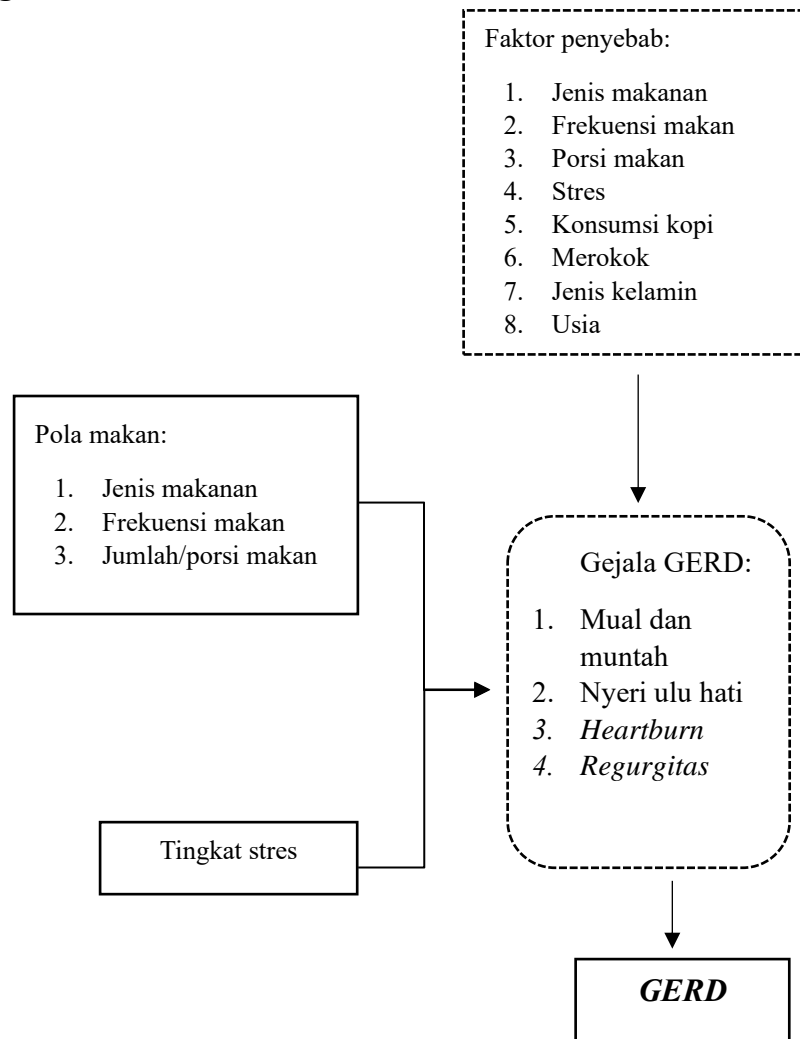 Faktor penyebab:
1. Jenis makanan
2. Frekuensi makan
3. Porsi makan
4. Stres
5. Konsumsi kopi
6. Merokok
7. Jenis kelamin
8. Usia
Pola makan:
1. Jenis makanan
2. Frekuensi makan
3. Jumlah/porsi makan
Gejala GERD:
1. Mual dan
muntah
2. Nyeri ulu hati
3. Heartburn
4. Regurgitas
Tingkat stres
GERD